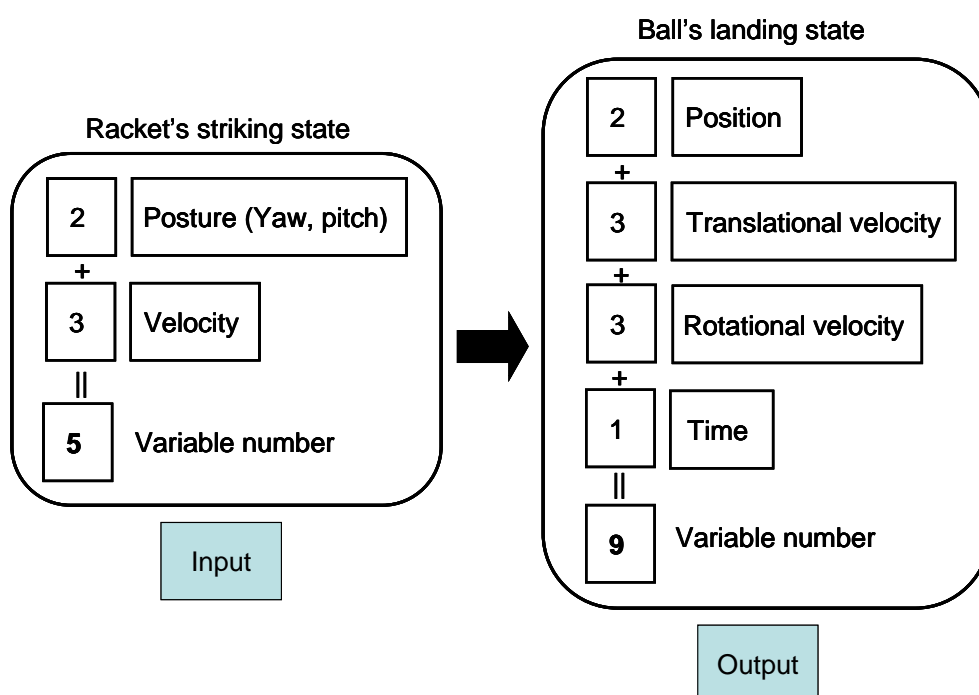 Racket's striking state
2 Posture (Yaw, pitch)
+
3 Velocity
||
5 Variable number
Input
Ball's landing state
2 Position
+
3 Translational velocity
+
3 Rotational velocity
+
1 Time
||
9 Variable number
Output